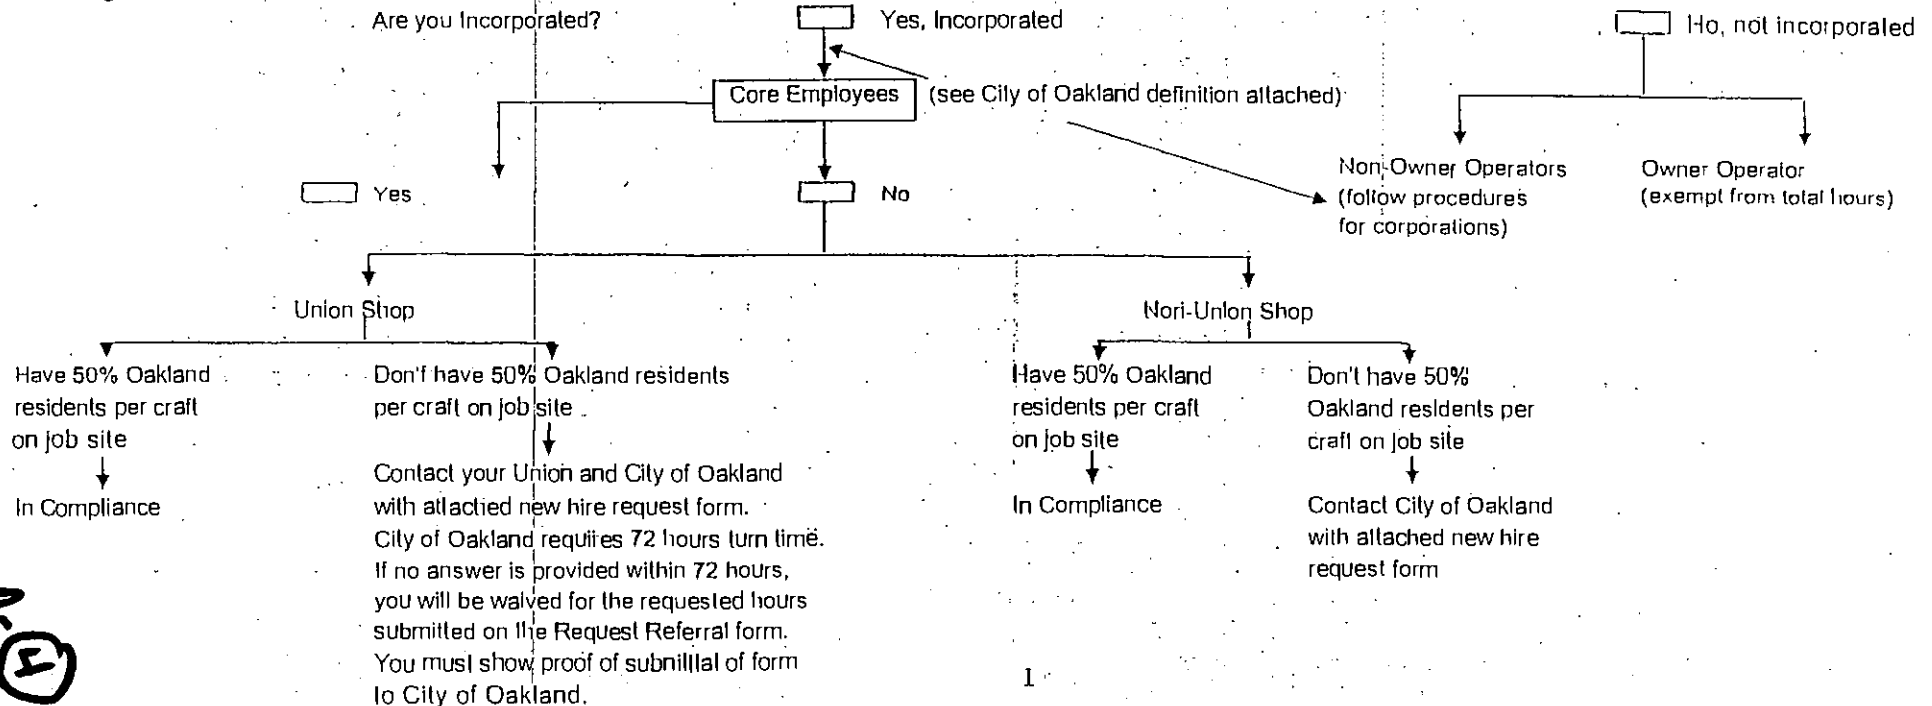 Are you Incorporated?
Yes, Incorporated
Ho, not incorporaled
Core Employees
(see City of Oakland definition attached)
Non-Owner Operators
(follow procedures
for corporations)
Owner Operator
(exempt from total hours)
Yes
No
Union Shop
Nori-Union Shop
Have 50% Oakland
residents per craft
on job site
In Compliance
Don'f have 50% Oakland residents
per craft on job site
Contact your Union and City of Oakland
with atlactied new hire request form.
City of Oakland requires 72 hours turn time.
If no answer is provided within 72 hours,
you will be waived for the requested hours
submitted on the Request Referral form.
You must show proof of subnilllal of form
lo City of Oakland.
Have 50% Oakland
residents per craft
on job site
In Compliance
Don't have 50%
Oakland residents per
craft on job site
Contact City of Oakland
with attached new hire
request form
I
I